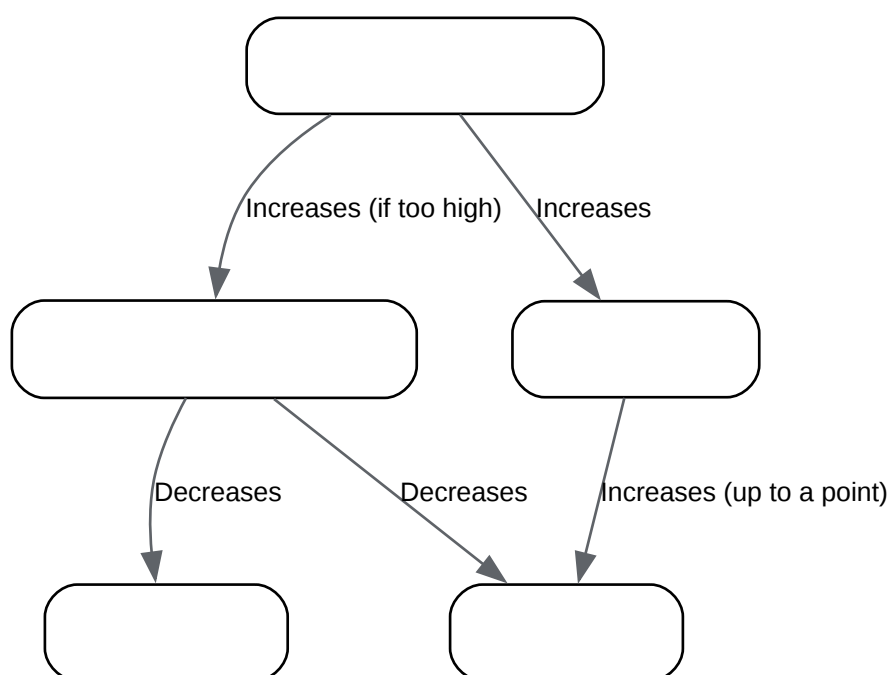 Increases (if too high)
Increases
Decreases
Decreases
Increases (up to a point)